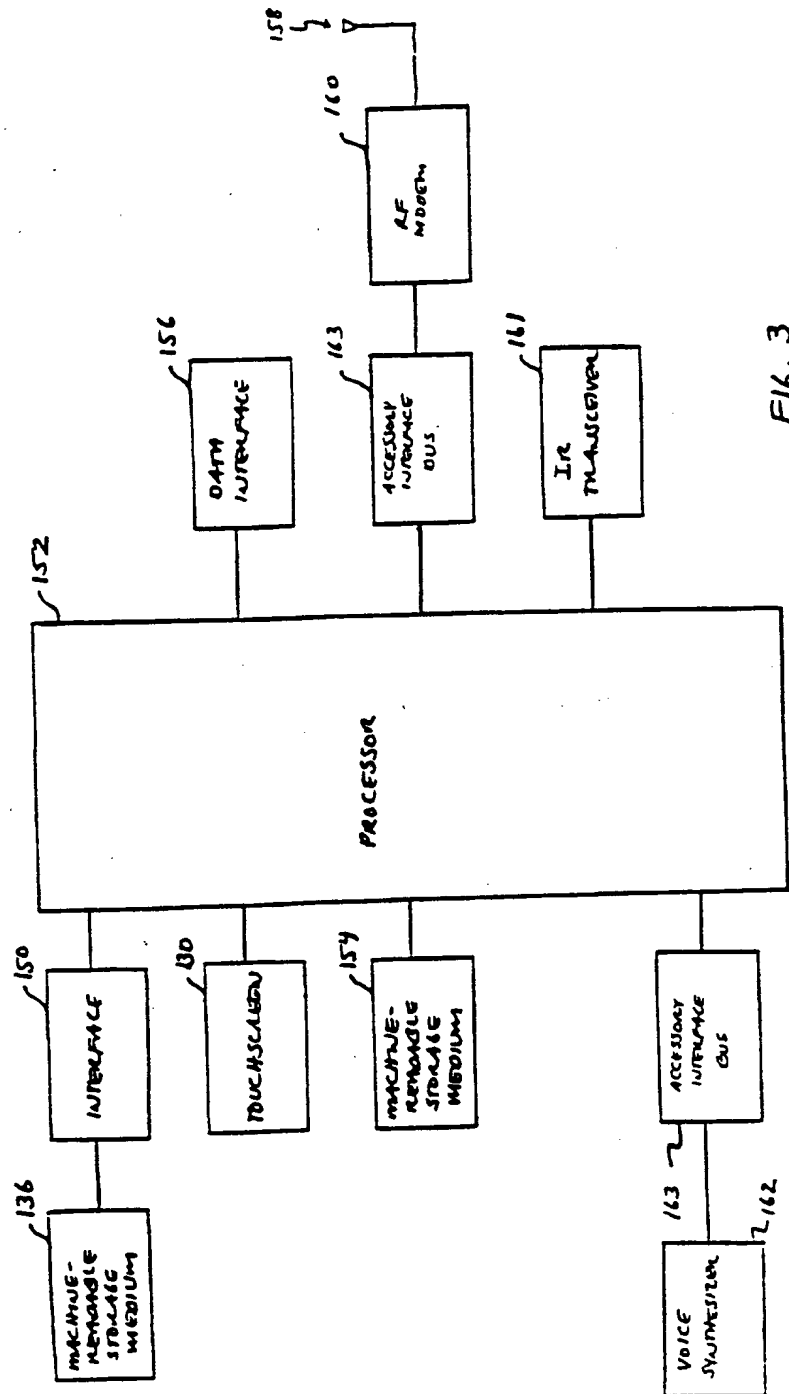 136
MACHINE-
READABLE
STORAGE
MEDIUM
150
INTERFACE
130
TOUCHSCREEN
154
MACHINE-
READABLE
STORAGE
MEDIUM
VOICE
SYNTHESIZER
162
163
ACCESSORY
INTERFACE
BUS
152
PROCESSOR
156
DATA
INTERFACE
163
ACCESSORY
INTERFACE
BUS
160
RF
MODEM
158
161
IR
TRANSCEIVER
FIG. 3